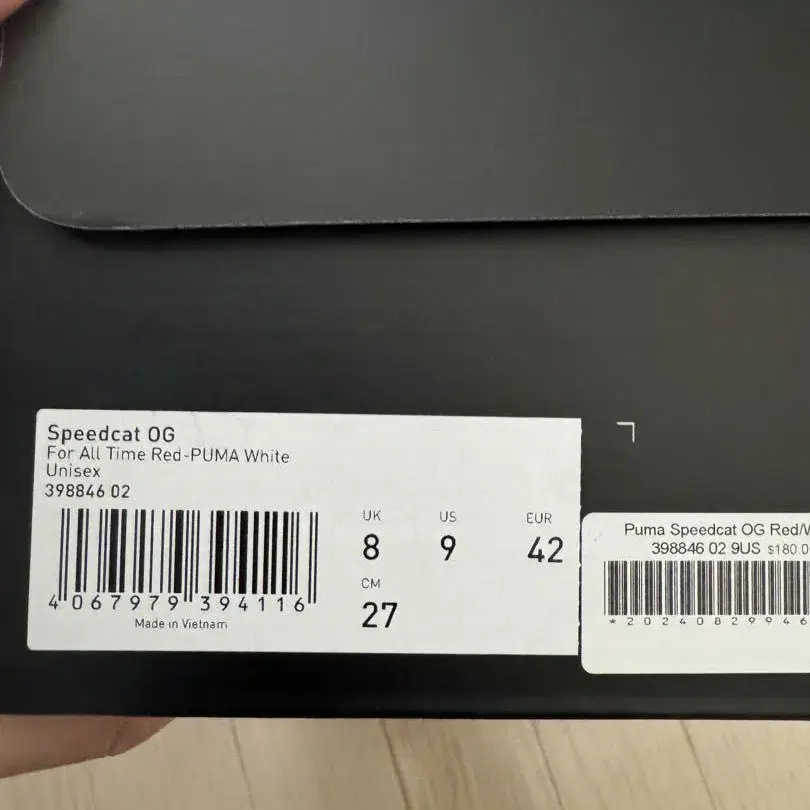 Speedcat OG
For All Time Red-PUMA White
Unisex
398846 02
4 067979 394116
Made in Vietnam
UK
8
US
9
EUR
42
CM
27
Puma Speedcat OG Red/
398846 02 9US $180.0
*20240829946